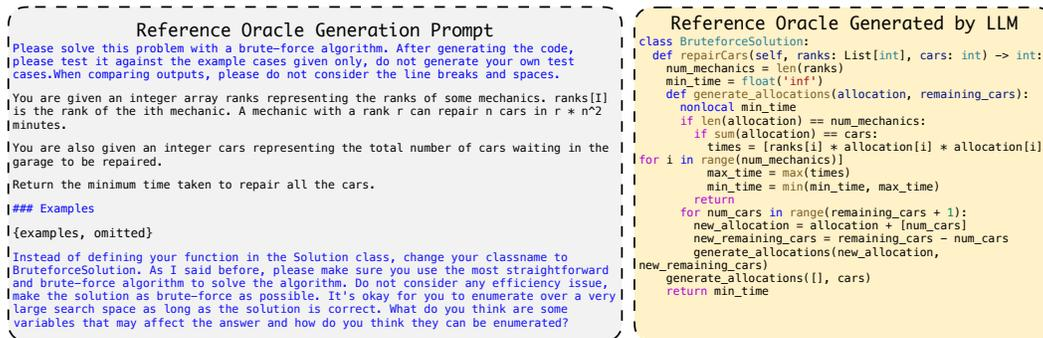 Reference Oracle Generation Prompt
Please solve this problem with a brute-force algorithm. After generating the code,
please test it against the example cases given only, do not generate your own test
cases.When comparing outputs, please do not consider the line breaks and spaces.
You are given an integer array ranks representing the ranks of some mechanics. ranks[I]
is the rank of the ith mechanic. A mechanic with a rank r can repair n cars in r * n^2
minutes.
You are also given an integer cars representing the total number of cars waiting in the
garage to be repaired.
Return the minimum time taken to repair all the cars.
### Examples
{examples, omitted}
Instead of defining your function in the Solution class, change your classname to
BruteforceSolution. As I said before, please make sure you use the most straightforward
and brute-force algorithm to solve the algorithm. Do not consider any efficiency issue,
make the solution as brute-force as possible. It's okay for you to enumerate over a very
large search space as long as the solution is correct. What do you think are some
variables that may affect the answer and how do you think they can be enumerated?
Reference Oracle Generated by LLM
class BruteforceSolution:
def repairCars(self, ranks: List[int], cars: int) -> int:
num_mechanics = len(ranks)
min_time = float('inf')
def generate_allocations(allocation, remaining_cars):
nonlocal min_time
if len(allocation) == num_mechanics:
if sum(allocation) == cars:
times = [ranks[i] * allocation[i] * allocation[i]
for i in range(num_mechanics)]
max_time = max(times)
min_time = min(min_time, max_time)
return
for num_cars in range(remaining_cars + 1):
new_allocation = allocation + [num_cars]
new_remaining_cars = remaining_cars - num_cars
generate_allocations(new_allocation,
new_remaining_cars)
generate_allocations([], cars)
return min_time